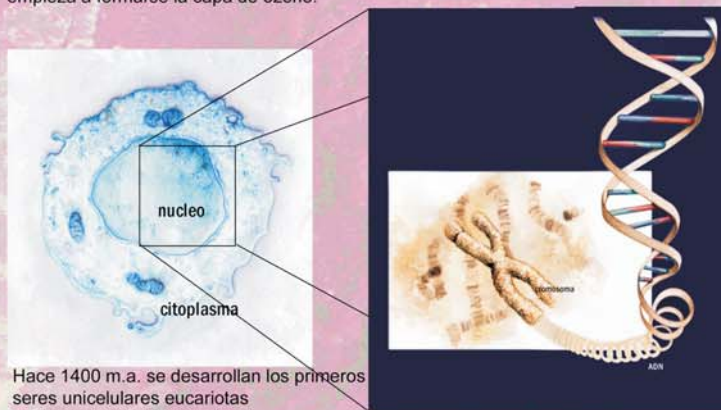 nucleo
citoplasma
cromosoma
ADN
Hace 1400 m.a. se desarrollan los primeros
seres unicelulares eucariotas